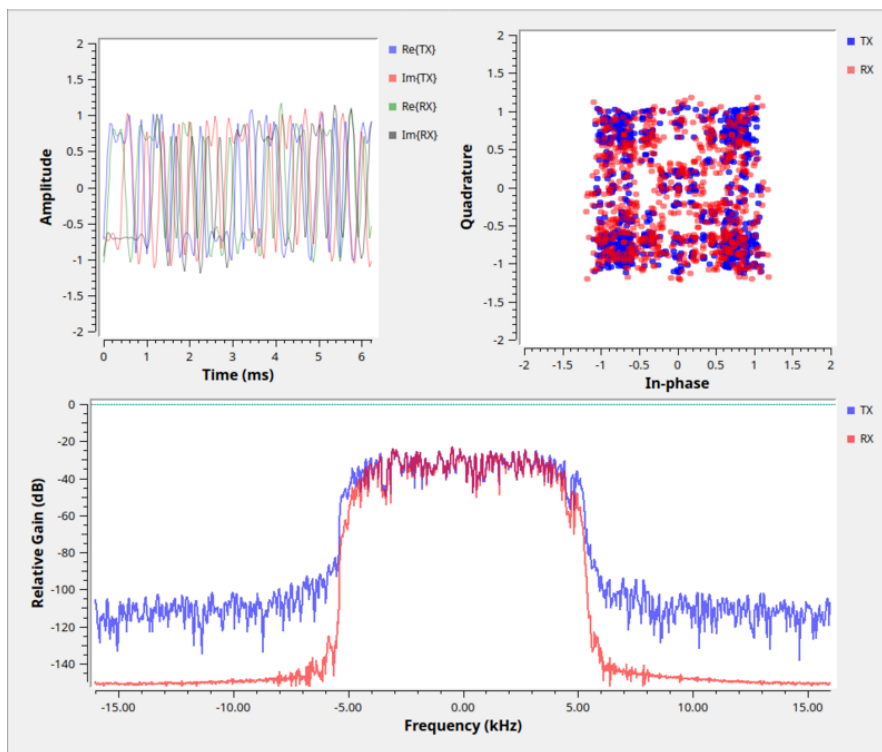 2
1.5
1
0.5
0
-0.5
-1
-1.5
-2
Amplitude
0 1 2 3 4 5 6
Time (ms)
Re{TX}
Im{TX}
Re{RX}
Im{RX}
2
1.5
1
0.5
0
-0.5
-1
-1.5
-2
Quadrature
-2 -1.5 -1 -0.5 0 0.5 1 1.5 2
In-phase
TX
RX
0
-20
-40
-60
-80
-100
-120
-140
Relative Gain (dB)
-15.00 -10.00 -5.00 0.00 5.00 10.00 15.00
Frequency (kHz)
TX
RX